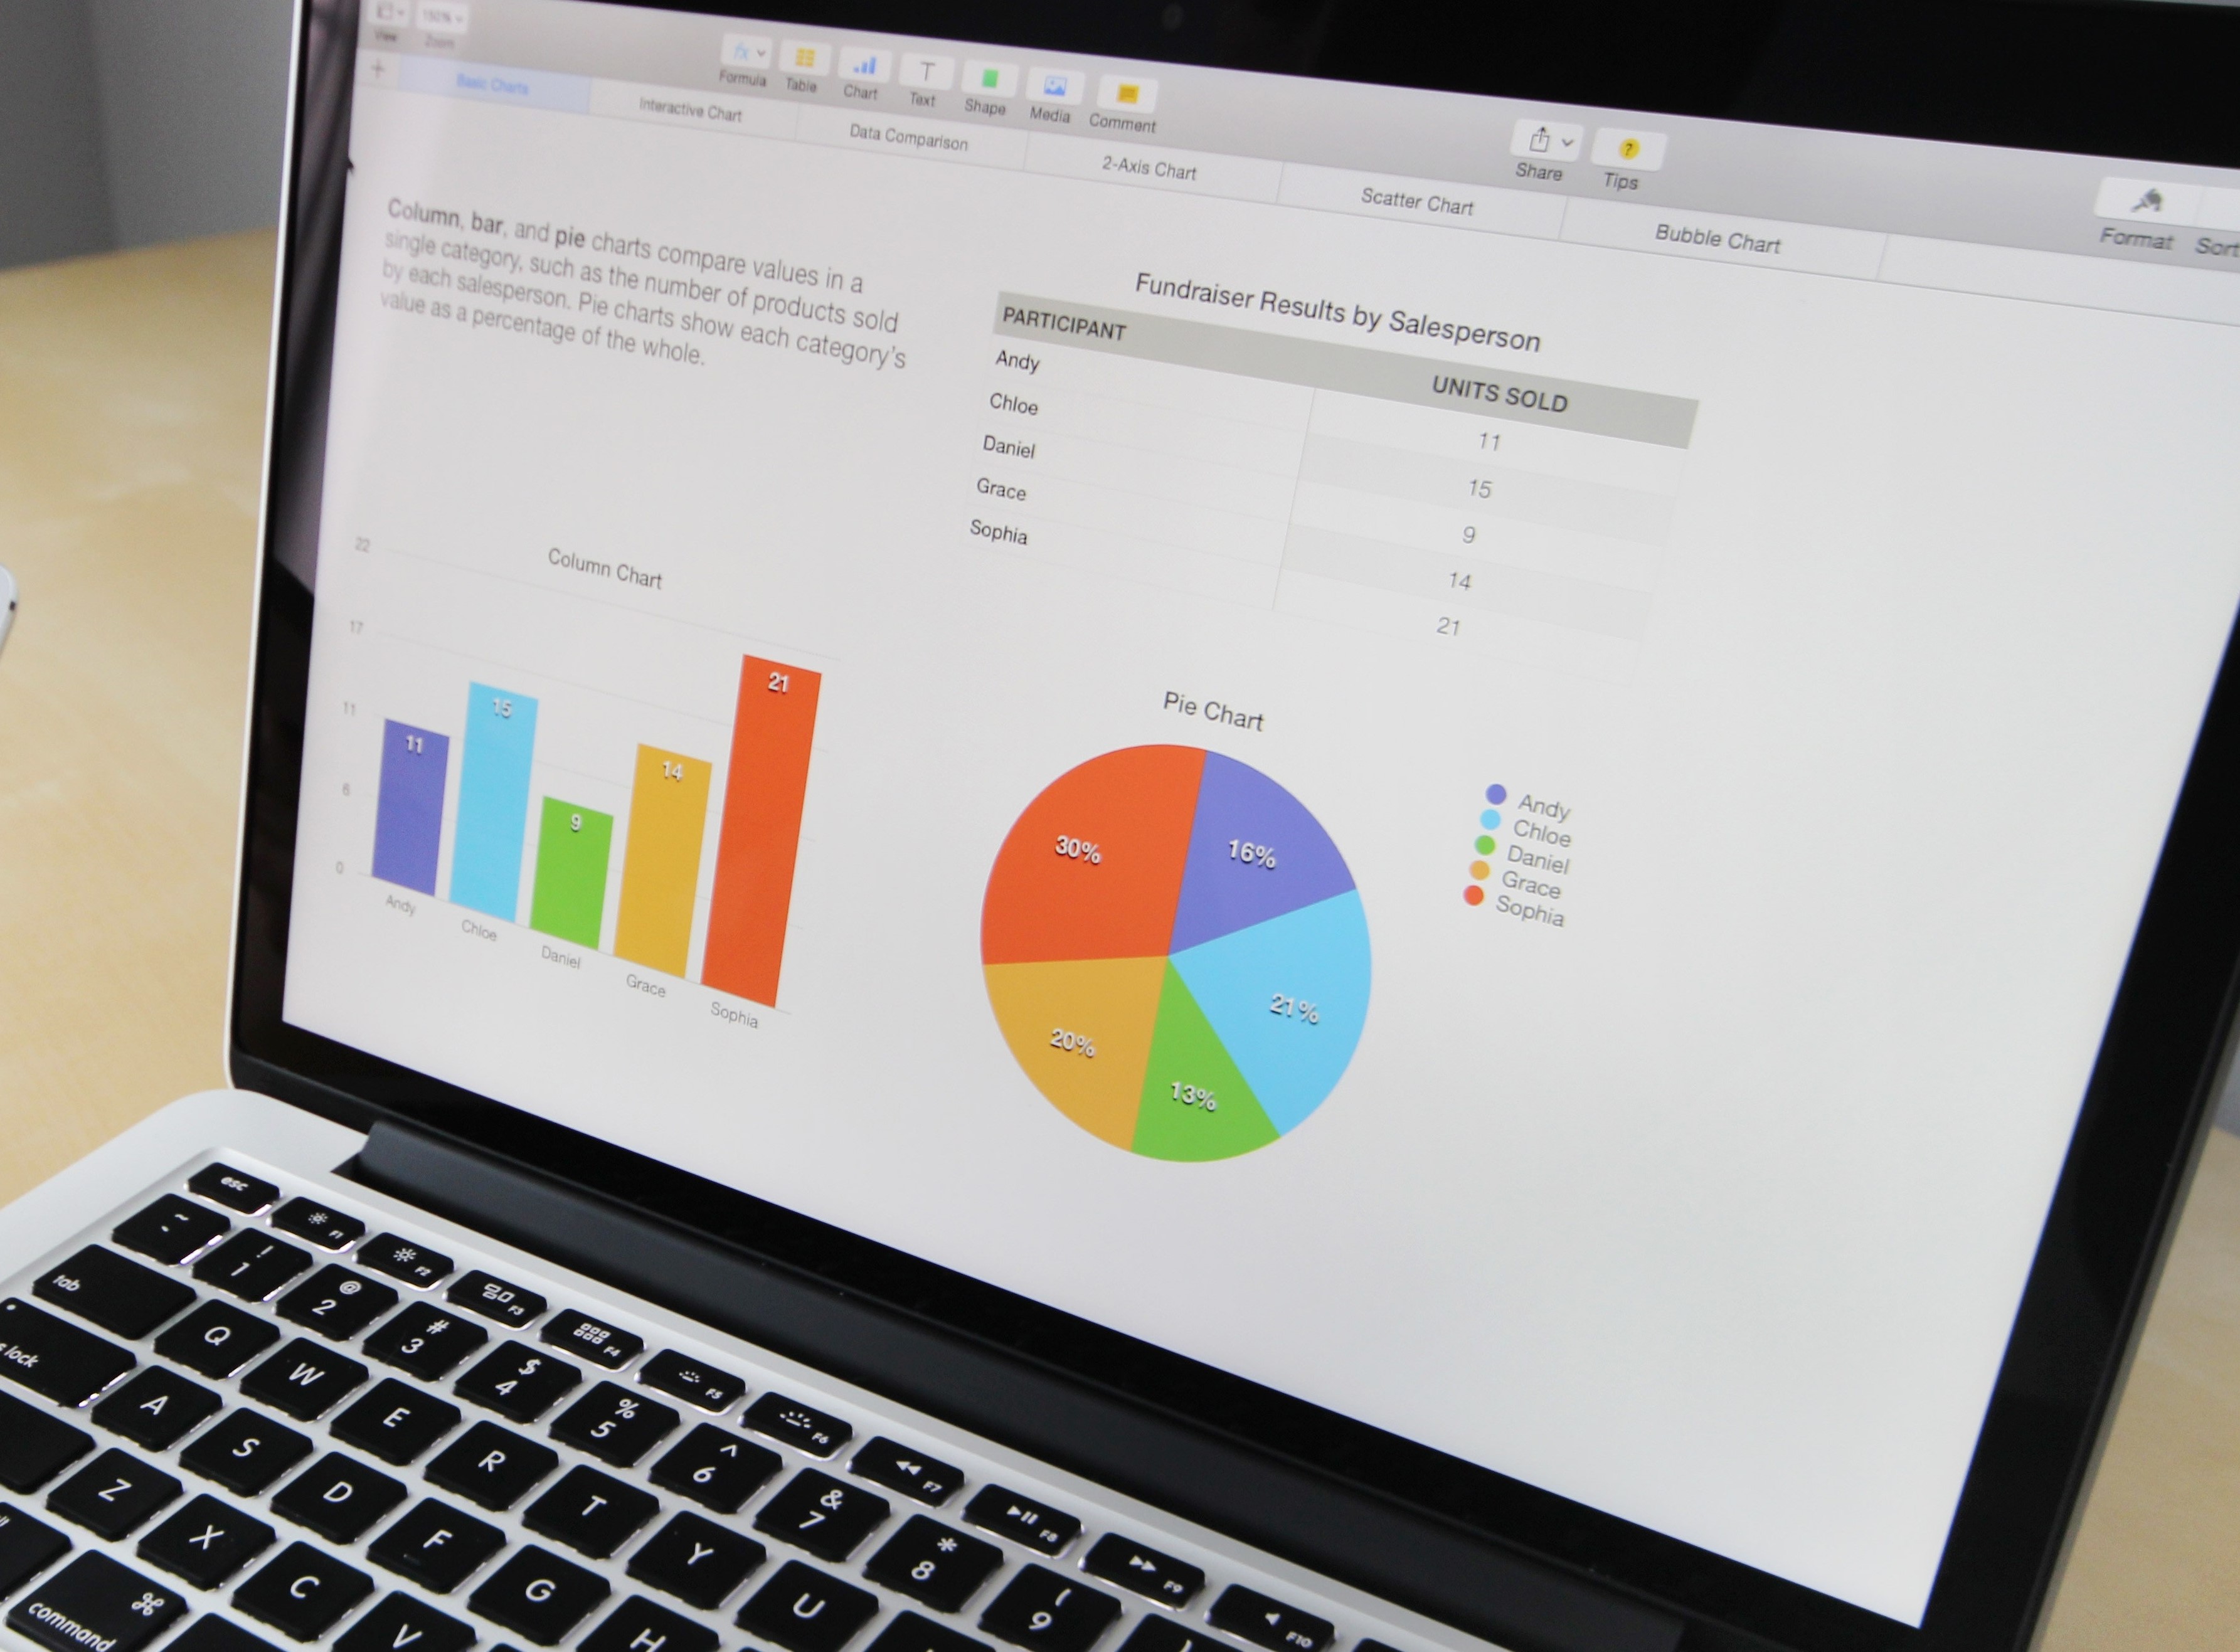 150%
View
Zoom
Formula
Table
Chart
Text
Shape
Media
Comment
Share
Tips
Format
Sort
Basic Charts
Interactive Chart
Data Comparison
2-Axis Chart
Scatter Chart
Bubble Chart
Column, bar, and pie charts compare values in a
single category, such as the number of products sold
by each salesperson. Pie charts show each category's
value as a percentage of the whole.
Fundraiser Results by Salesperson
PARTICIPANT UNITS SOLD
Andy 11
Chloe 15
Daniel 9
Grace 14
Sophia 21
Column Chart
22
17
11
6
0
11
15
9
14
21
Andy
Chloe
Daniel
Grace
Sophia
Pie Chart
30%
16%
21%
13%
20%
Andy
Chloe
Daniel
Grace
Sophia
esc
F1
F2
F3
F4
F5
F6
F7
F8
F9
F10
~
! 1
@ 2
# 3
$ 4
% 5
^ 6
& 7
* 8
( 9
)
tab
Q
W
E
R
T
Y
U
lock
A
S
D
F
G
H
Z
X
C
V
⌘
command